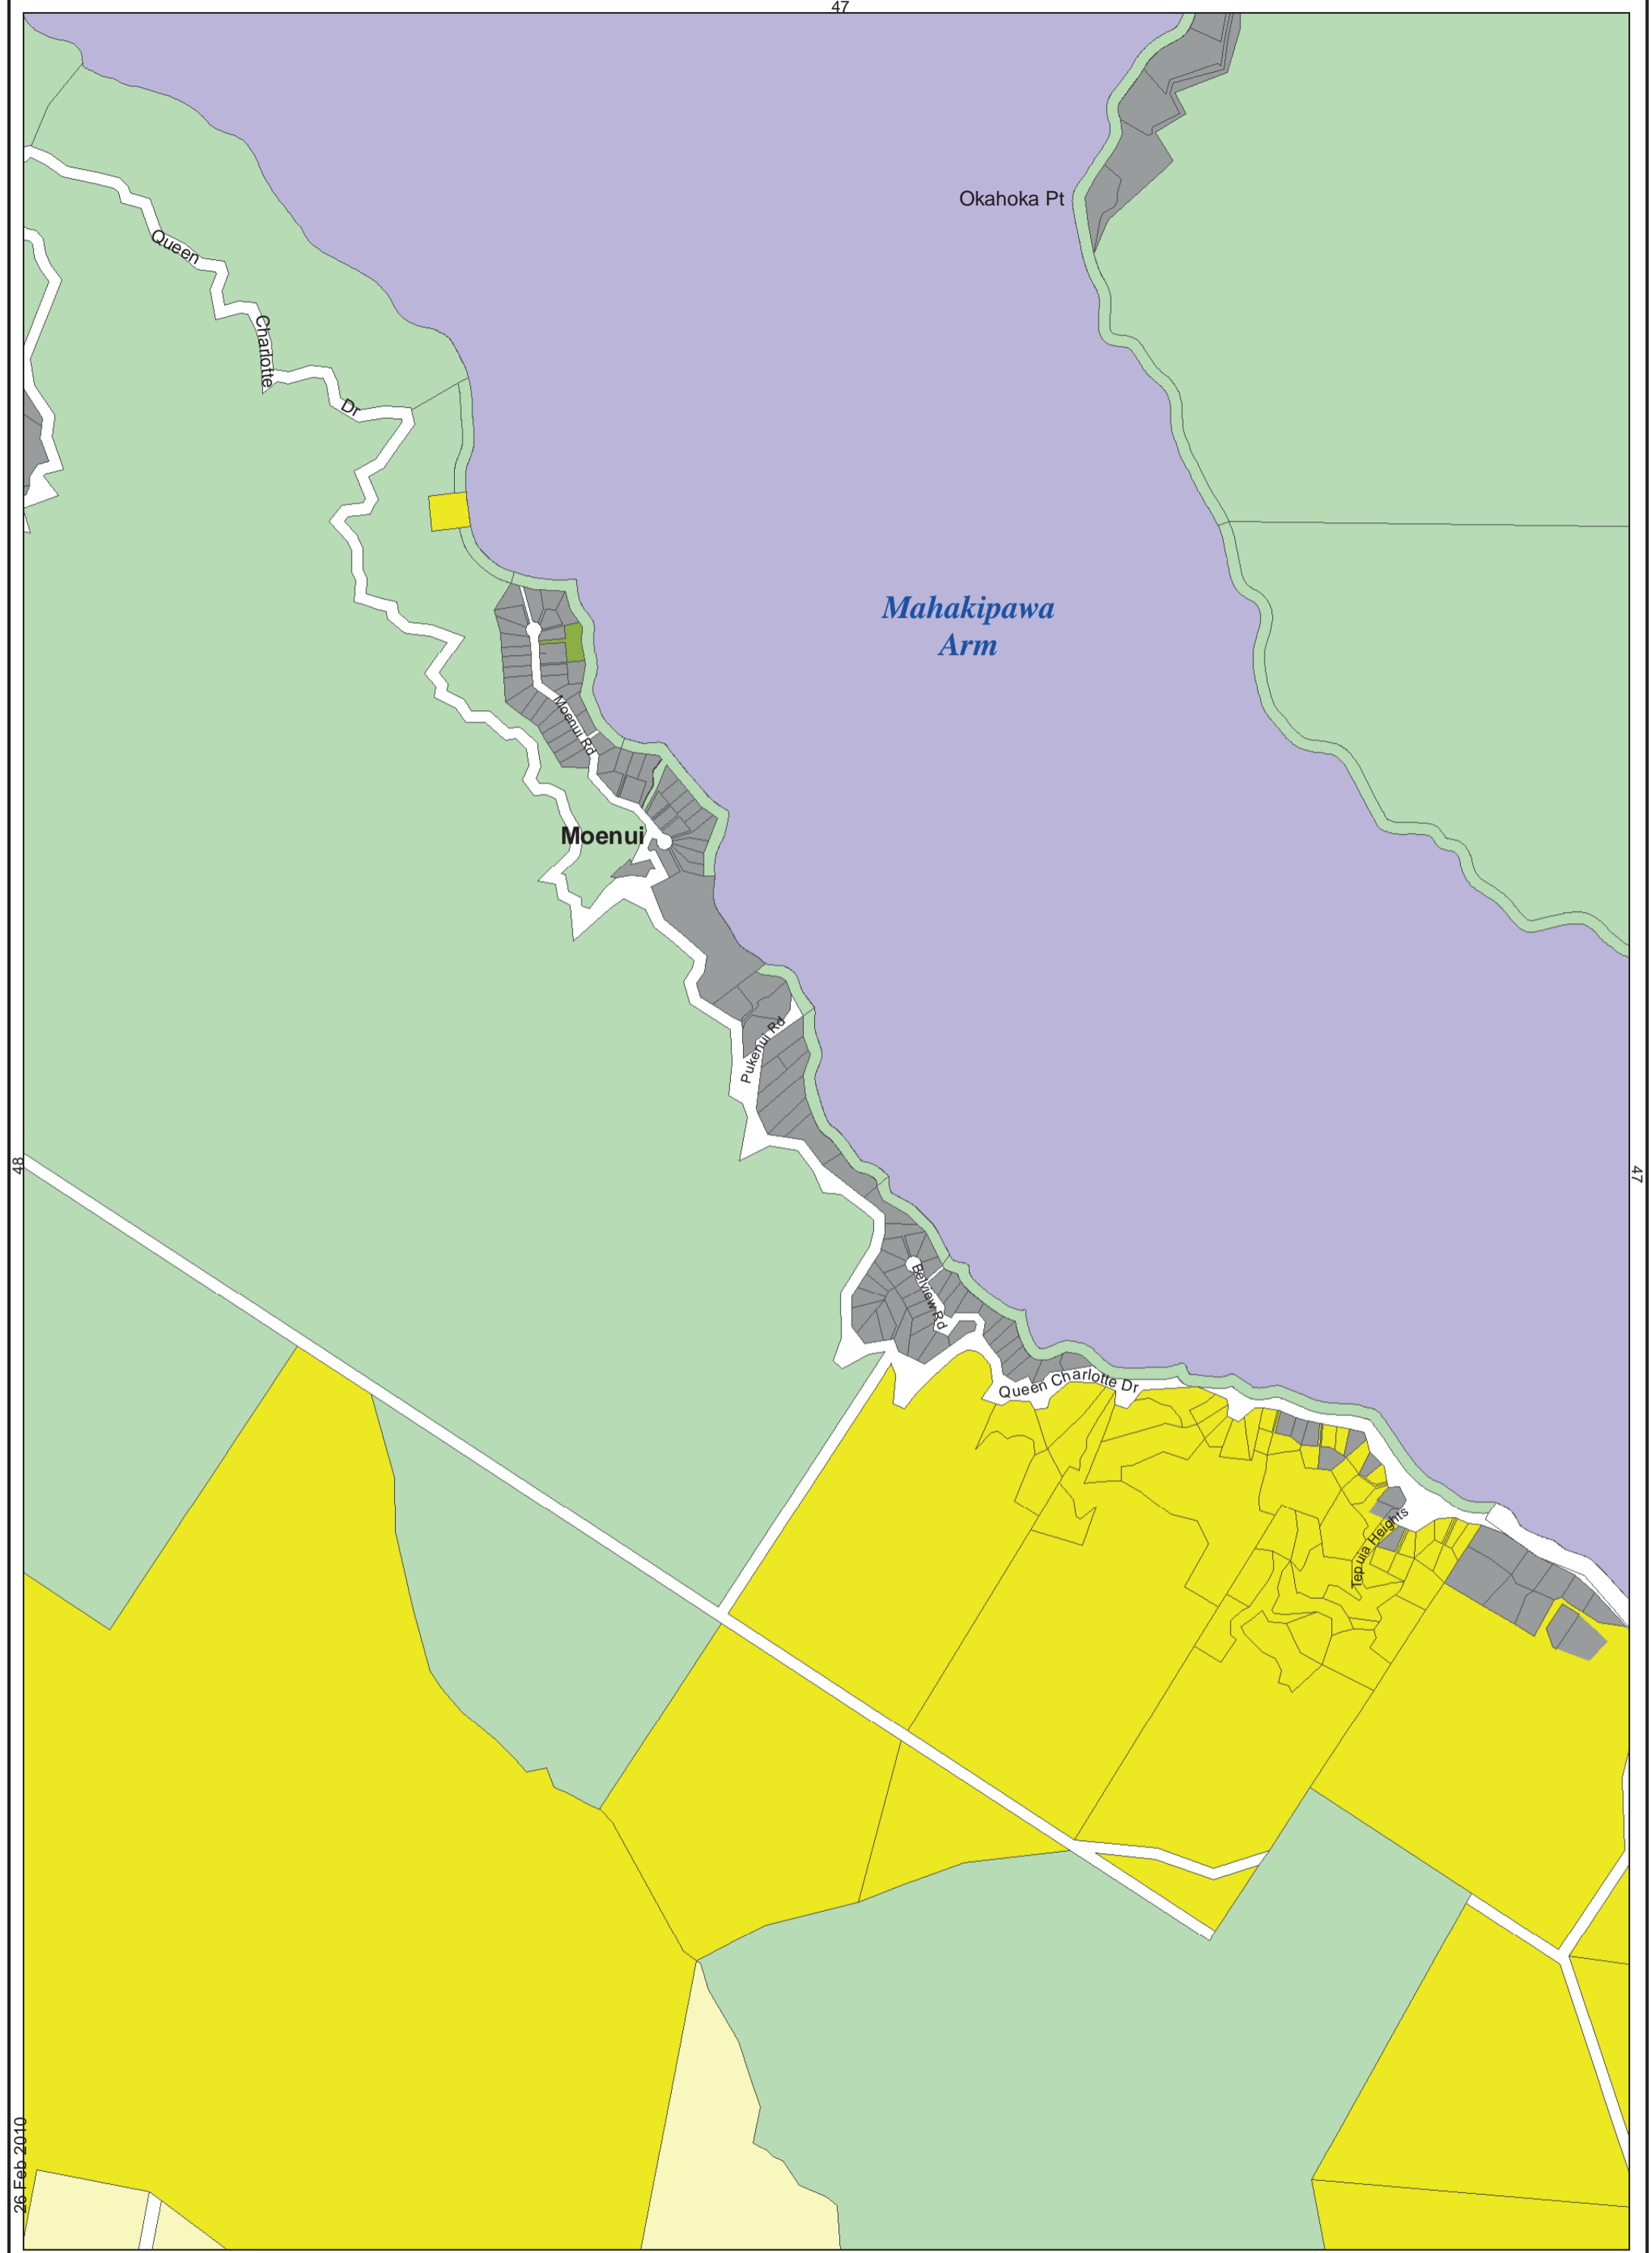 47
Okahoka Pt
Queen
Charlotte
Dr
Mahakipawa
Arm
Moenui Rd
Moenui
Pukenui Rd
48
47
Belview Rd
Queen Charlotte Dr
Tepuia Heights
26 Feb 2010